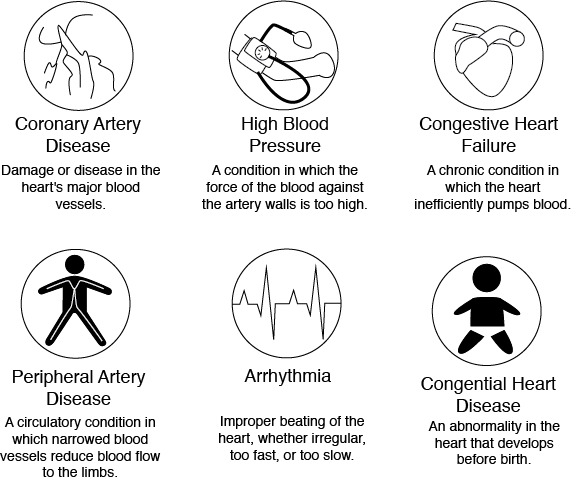 Coronary Artery
Disease
Damage or disease in the
heart's major blood
vessels.
High Blood
Pressure
A condition in which the
force of the blood against
the artery walls is too high.
Congestive Heart
Failure
A chronic condition in
which the heart
inefficiently pumps blood.
Peripheral Artery
Disease
A circulatory condition in
which narrowed blood
vessels reduce blood flow
to the limbs.
Arrhythmia
Improper beating of the
heart, whether irregular,
too fast, or too slow.
Congential Heart
Disease
An abnormality in the
heart that develops
before birth.